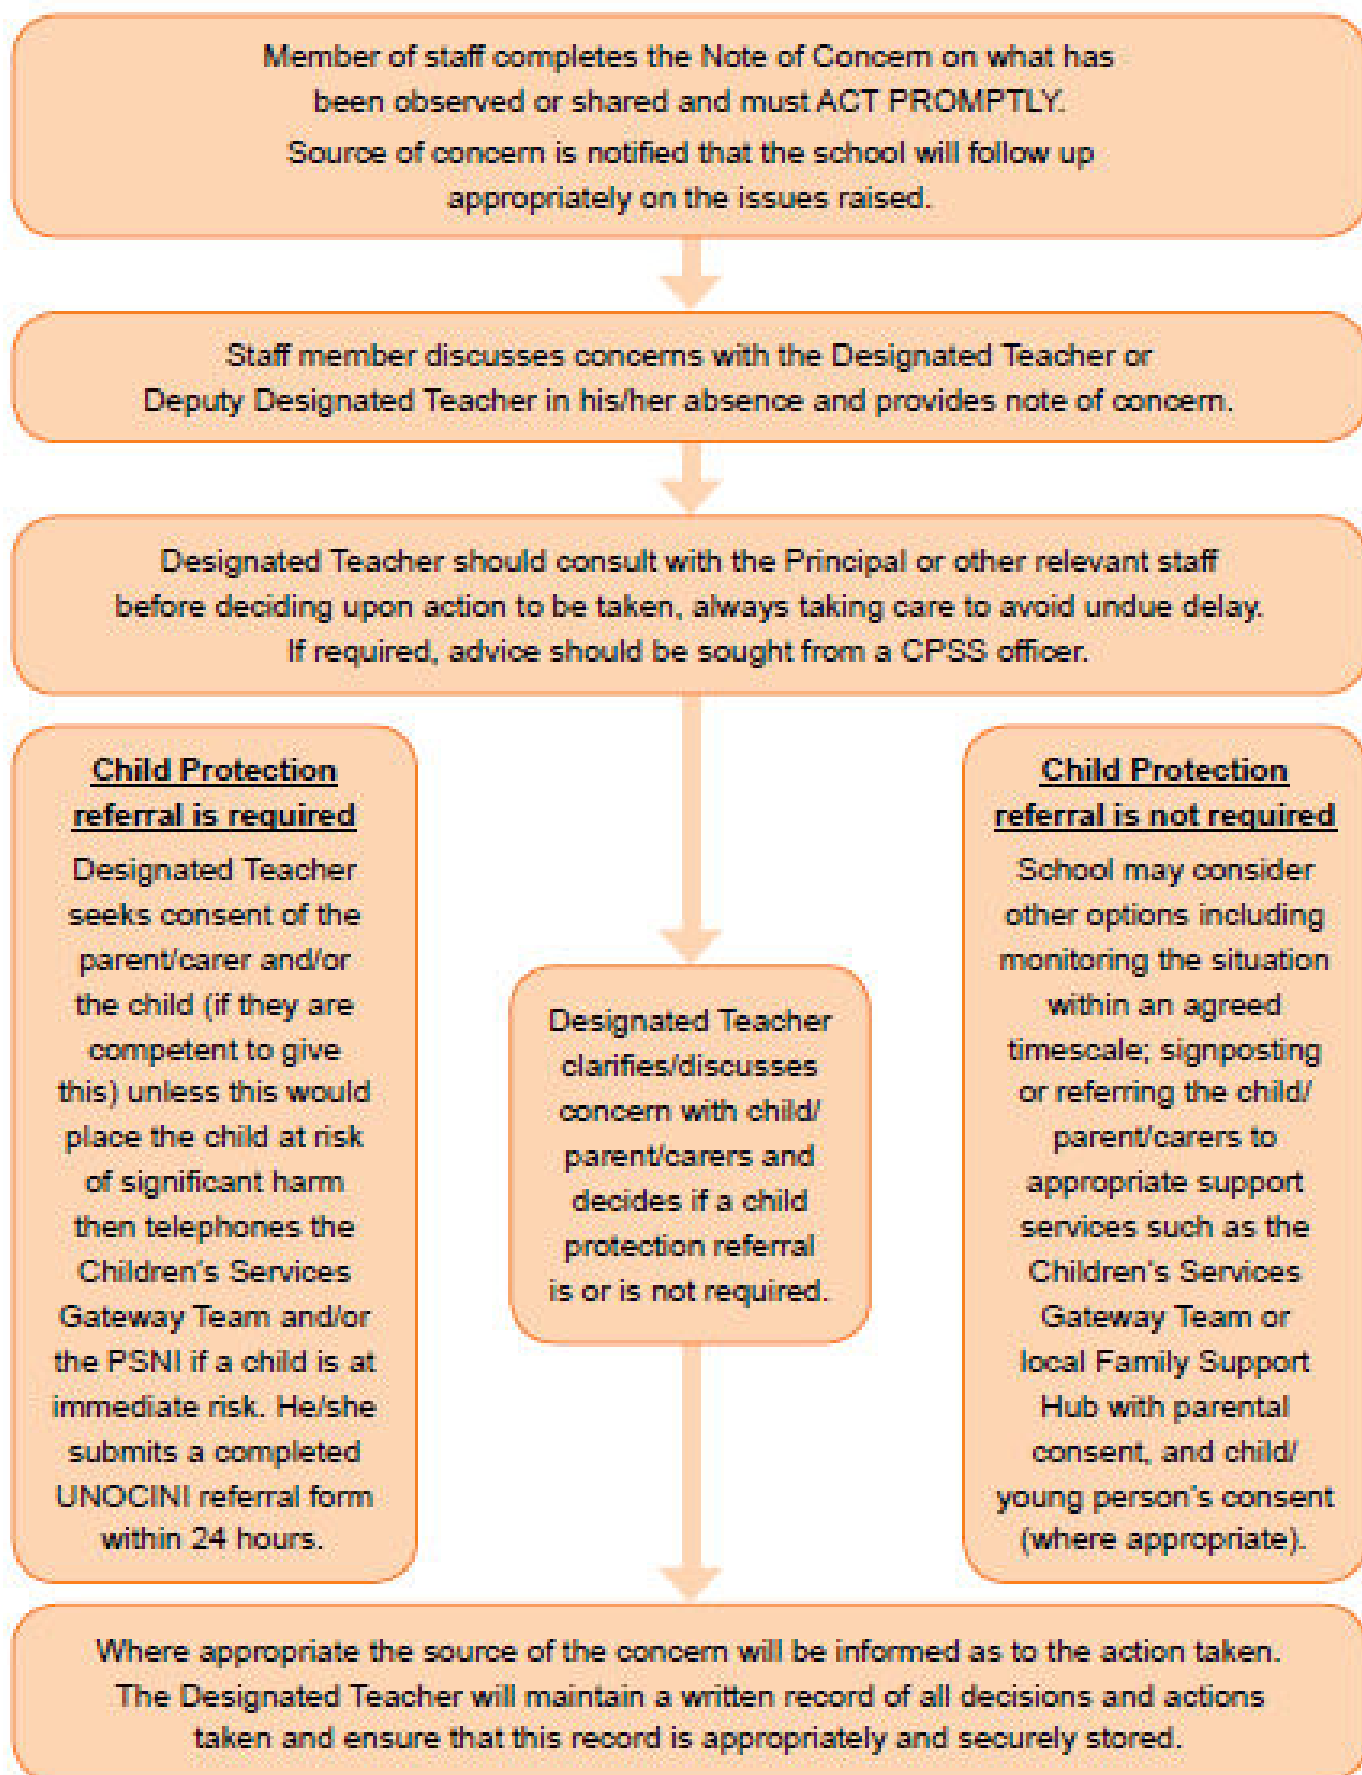 Member of staff completes the Note of Concern on what has
been observed or shared and must ACT PROMPTLY.
Source of concern is notified that the school will follow up
appropriately on the issues raised.
Staff member discusses concerns with the Designated Teacher or
Deputy Designated Teacher in his/her absence and provides note of concern.
Designated Teacher should consult with the Principal or other relevant staff
before deciding upon action to be taken, always taking care to avoid undue delay.
If required, advice should be sought from a CPSS officer.
Child Protection
referral is required
Designated Teacher
seeks consent of the
parent/carer and/or
the child (if they are
competent to give
this) unless this would
place the child at risk
of significant harm
then telephones the
Children's Services
Gateway Team and/or
the PSNI if a child is at
immediate risk. He/she
submits a completed
UNOCINI referral form
within 24 hours.
Designated Teacher
clarifies/discusses
concern with child/
parent/carers and
decides if a child
protection referral
is or is not required.
Child Protection
referral is not required
School may consider
other options including
monitoring the situation
within an agreed
timescale; signposting
or referring the child/
parent/carers to
appropriate support
services such as the
Children's Services
Gateway Team or
local Family Support
Hub with parental
consent, and child/
young person's consent
(where appropriate).
Where appropriate the source of the concern will be informed as to the action taken.
The Designated Teacher will maintain a written record of all decisions and actions
taken and ensure that this record is appropriately and securely stored.